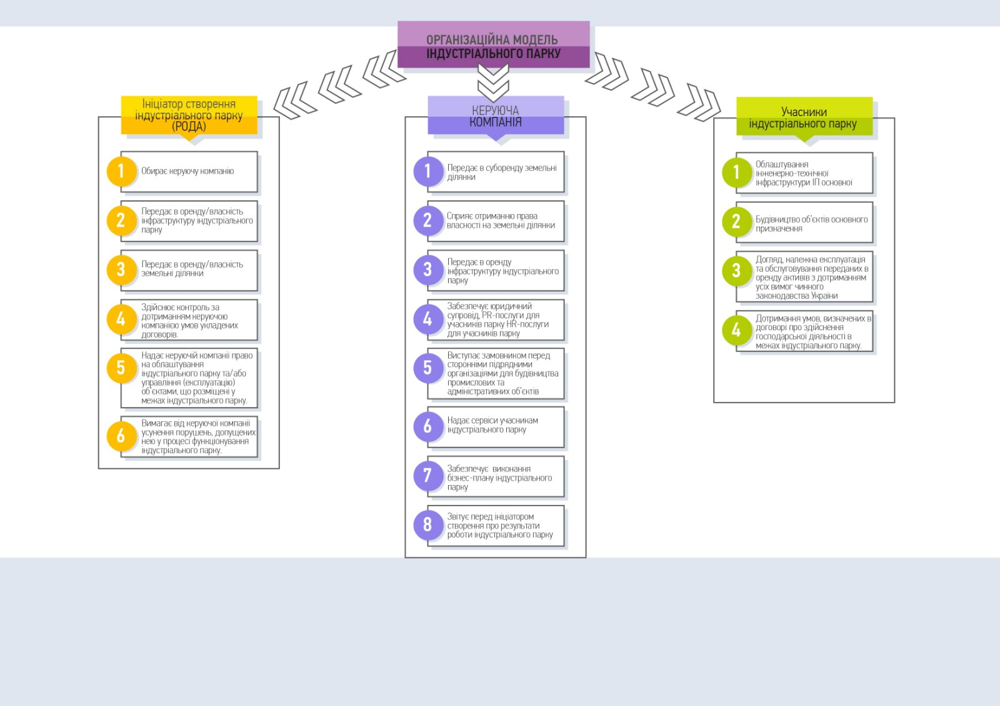 ОРГАНІЗАЦІЙНА МОДЕЛЬ
ІНДУСТРІАЛЬНОГО ПАРКУ
Ініціатор створення
індустріального парку
(РОДА)
1
Обирає керуючу компанію
2
Передає в оренду/власність
інфраструктуру індустріального
парку
3
Передає в оренду/власність
земельні ділянки
4
Здійснює контроль за
дотриманням керуючою
компанією умов укладених
договорів.
5
Надає керуючій компанії право
на облаштування
індустріального парку та/або
управління (експлуатацію)
об'єктами, що розміщені у
межах індустріального парку.
6
Вимагає від керуючої компанії
усунення порушень, допущених
нею у процесі функціонування
індустріального парку.
КЕРУЮЧА
КОМПАНІЯ
1
Передає в суборенду земельні
ділянки
2
Сприяє отриманню права
власності на земельні ділянки
3
Передає в оренду
інфраструктуру індустріального
парку
4
Забезпечує юридичний
супровід, PR-послуги для
учасників парку HR-послуги
для учасників парку
5
Виступає замовником перед
сторонніми підрядними
організаціями для будівництва
промислових та
адміністративних об'єктів
6
Надає сервіси учасникам
індустріального парку
7
Забезпечує виконання
бізнес-плану індустріального
парку
8
Звітує перед ініціатором
створення про результати
роботи індустріального парку
Учасники
індустріального парку
1
Облаштування
інженерно-технічної
інфраструктури ІП основної
2
Будівництво об'єктів основного
призначення
3
Догляд, належна експлуатація
та обслуговування переданих в
оренду активів з дотриманням
усіх вимог чинного
законодавства України
4
Дотримання умов, визначених в
договорі про здійснення
господарської діяльності в
межах індустріального парку.